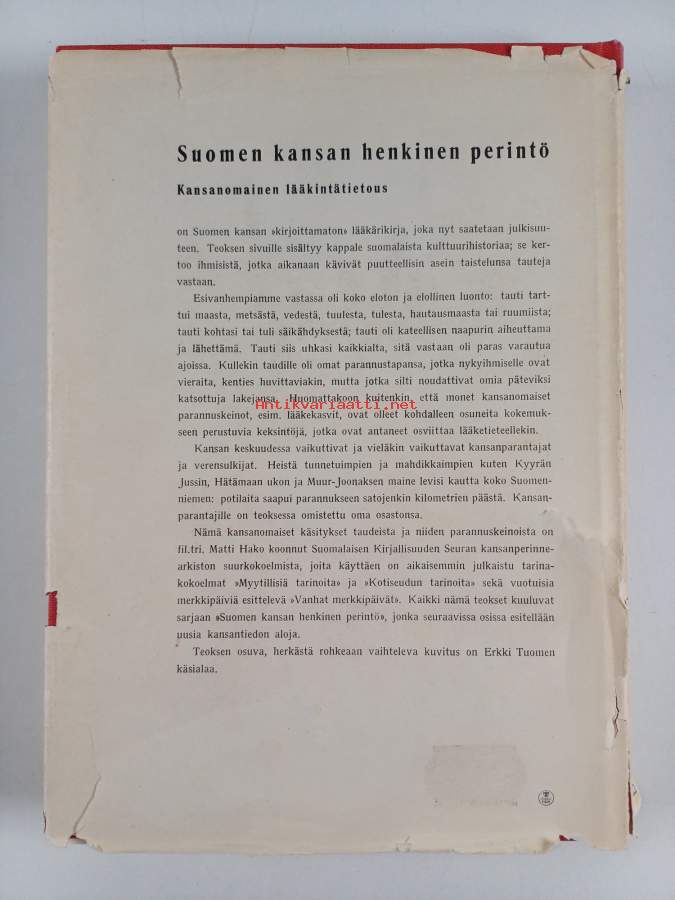 Suomen kansan henkinen perintö
Kansanomainen lääkintätietous
on Suomen kansan »kirjoittamaton» lääkärikirja, joka nyt saatetaan julkisuu-
teen. Teoksen sivuille sisältyy kappale suomalaista kulttuurihistoriaa; se ker-
too ihmisistä, jotka aikanaan kävivät puutteellisin asein taistelunsa tauteja
vastaan.
Esivanhempiamme vastassa oli koko eloton ja elollinen luonto: tauti tart-
tui maasta, metsästä, vedestä, tuulesta, tulesta, hautausmaasta tai ruumiista;
tauti kohtasi tai tuli säikähdyksestä; tauti oli kateellisen naapurin aiheuttama
ja lähettämä. Tauti siis uhkasi kaikkialta, sitä vastaan oli paras varautua
ajoissa. Kullekin taudille oli omat parannustapansa, jotka nykyihmiselle ovat
vieraita, kenties huvittaviakin, mutta jotka silti noudattivat omia päteviksi
katsottuja lakejansa. Huomattakoon kuitenkin, että monet kansanomaiset
Antikvariaatti.net
parannuskeinot, esim. lääkekasvit, ovat olleet kohdalleen osuneita kokemuk-
seen perustuvia keksintöjä, jotka ovat antaneet osviittaa lääketieteellekin.
Kansan keskuudessa vaikuttivat ja vieläkin vaikuttavat kansanparantajat
ja verensulkijat. Heistä tunnetuimpien ja mahdikkaimpien kuten Kyyrän
Jussin, Hätämaan ukon ja Muur-Joonaksen maine levisi kautta koko Suomen-
niemen: potilaita saapui parannukseen satojenkin kilometrien päästä. Kansan-
parantajille on teoksessa omistettu oma osastonsa.
Nämä kansanomaiset käsitykset taudeista ja niiden parannuskeinoista on
fil.tri. Matti Hako koonnut Suomalaisen Kirjallisuuden Seuran kansanperinne-
arkiston suurkokoelmista, joita käyttäen on aikaisemmin julkaistu tarina-
kokoelmat »Myytillisiä tarinoita» ja »Kotiseudun tarinoita» sekä vuotuisia
merkkipäiviä esittelevä »Vanhat merkkipäivät». Kaikki nämä teokset kuuluvat
sarjaan »Suomen kansan henkinen perintö», jonka seuraavissa osissa esitellään
uusia kansantiedon aloja.
Teoksen osuva, herkästä rohkeaan vaihteleva kuvitus on Erkki Tuomen
käsialaa.